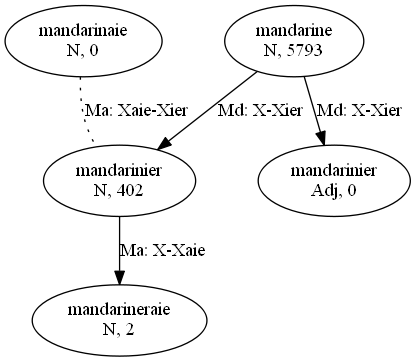 mandarinaie
N, 0
mandarine
N, 5793
Ma: Xaie-Xier
Md: X-Xier
Md: X-Xier
mandarinier
N, 402
mandarinier
Adj, 0
Ma: X-Xaie
mandarineraie
N, 2